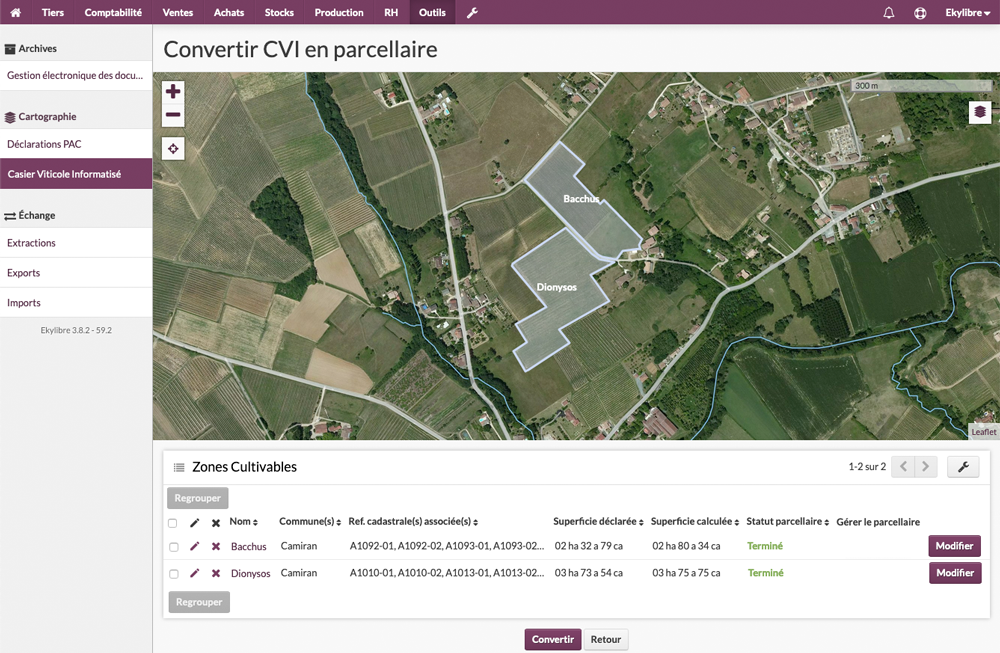 Tiers Comptabilité Ventes Achats Stocks Production RH Outils Ekylibre
Archives
Gestion électronique des docu...
Cartographie
Déclarations PAC
Casier Viticole Informatisé
Échange
Extractions
Exports
Imports
Ekylibre 3.8.2 - 59.2
Convertir CVI en parcellaire
300 m
Bacchus
Dionysos
Leaflet
Zones Cultivables
1-2 sur 2
Regrouper
Nom Commune(s) Ref. cadastrale(s) associée(s) Superficie déclarée Superficie calculée Statut parcellaire Gérer le parcellaire
Bacchus Camiran A1092-01, A1092-02, A1093-01, A1093-02... 02 ha 32 a 79 ca 02 ha 80 a 34 ca Terminé Modifier
Dionysos Camiran A1010-01, A1010-02, A1013-01, A1013-02... 03 ha 73 a 54 ca 03 ha 75 a 75 ca Terminé Modifier
Regrouper
Convertir Retour